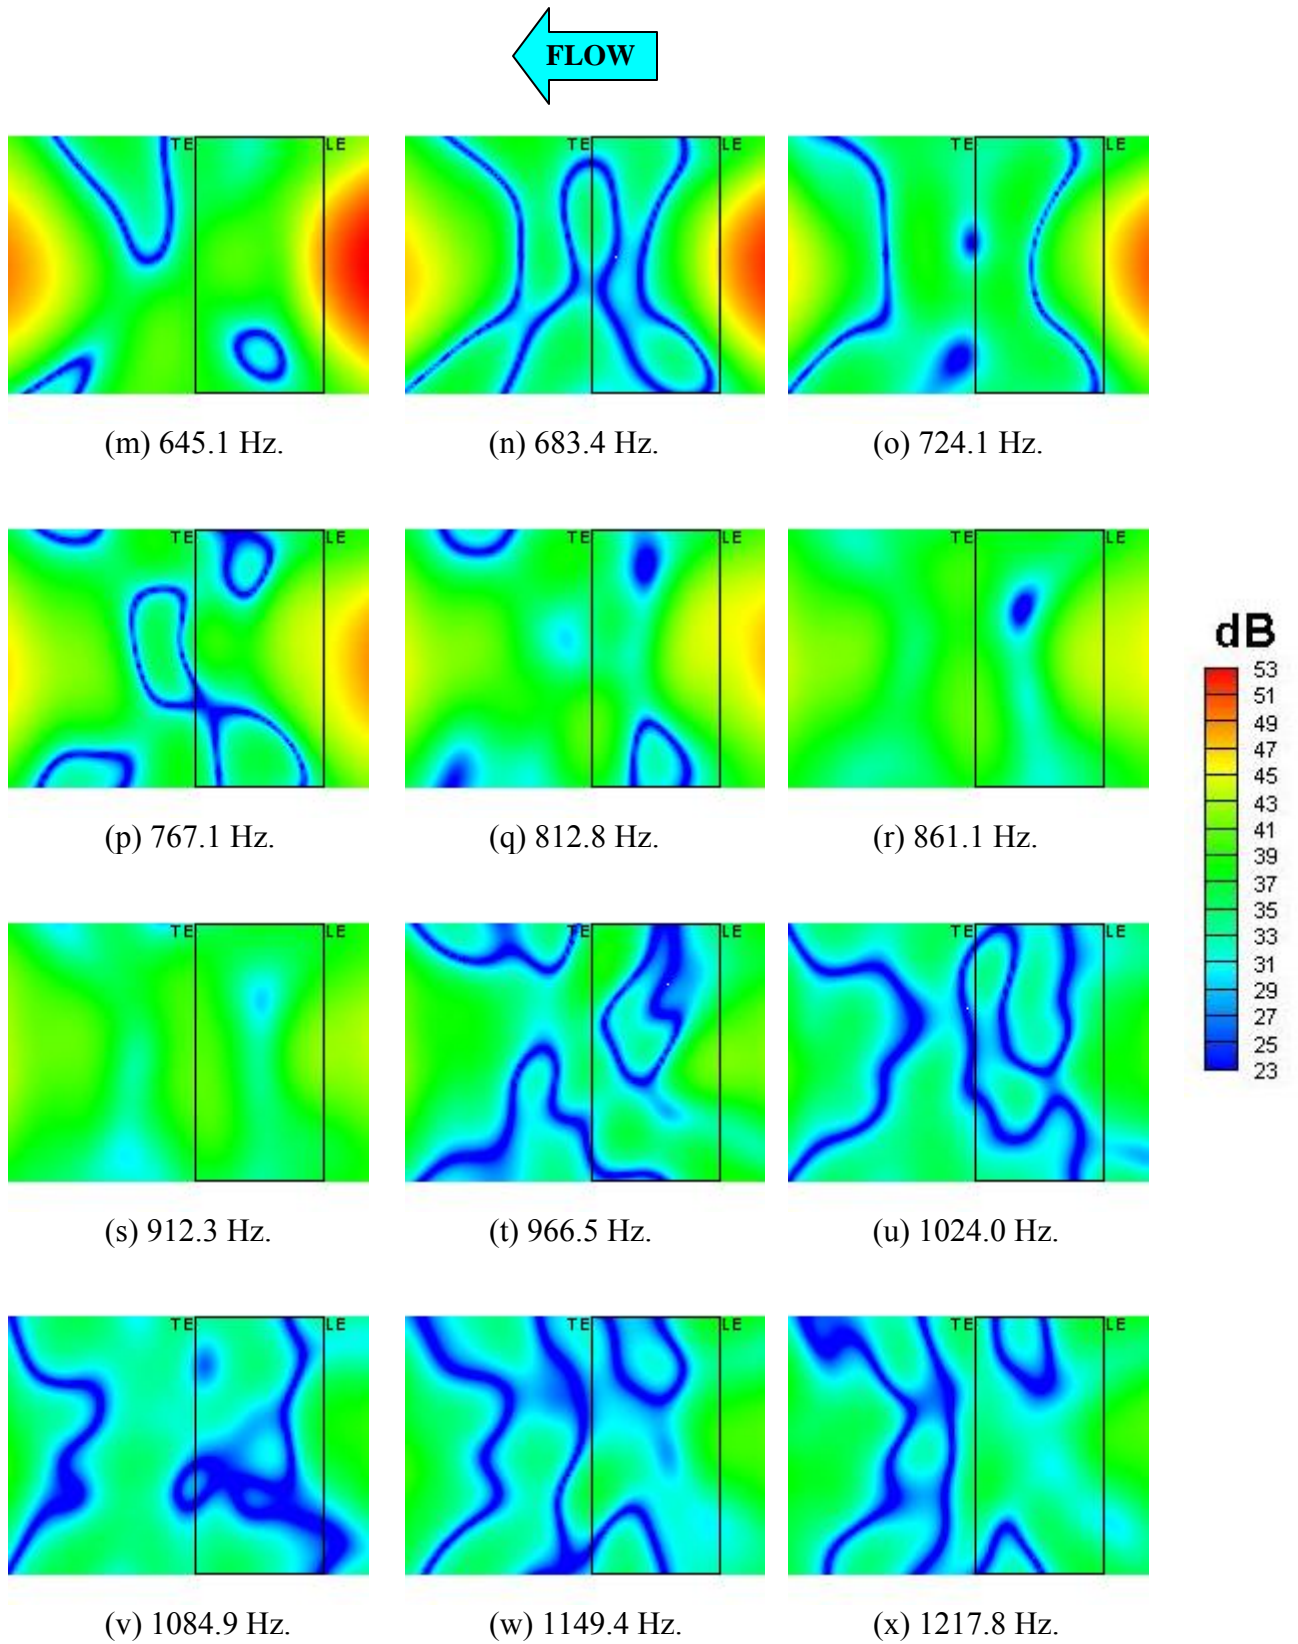 FLOW
TE LE TE LE TE LE
(m) 645.1 Hz. (n) 683.4 Hz. (o) 724.1 Hz.
TE LE TE LE TE LE
(p) 767.1 Hz. (q) 812.8 Hz. (r) 861.1 Hz.
dB
53
51
49
47
45
43
41
39
37
35
33
31
29
27
25
23
TE LE TE LE TE LE
(s) 912.3 Hz. (t) 966.5 Hz. (u) 1024.0 Hz.
TE LE TE LE TE LE
(v) 1084.9 Hz. (w) 1149.4 Hz. (x) 1217.8 Hz.